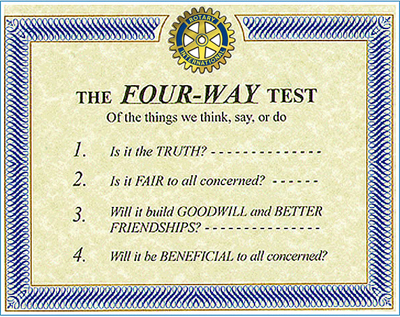 ROTARY
INTERNATIONAL
THE FOUR-WAY TEST
Of the things we think, say, or do
1. Is it the TRUTH? - - - - - - - - - - - - - -
2. Is it FAIR to all concerned? - - - - - -
3. Will it build GOODWILL and BETTER
FRIENDSHIPS? - - - - - - - - - - - - - - -
4. Will it be BENEFICIAL to all concerned?